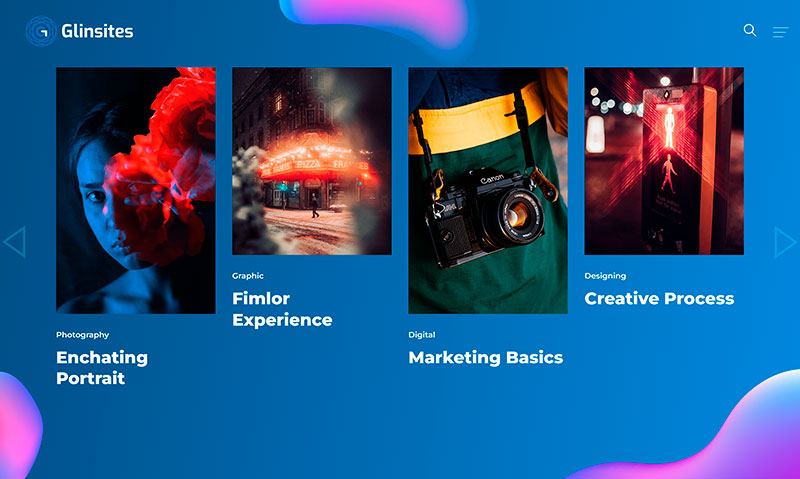 Glinsites
PIZZA
Canon
Photography
Enchating
Portrait
Graphic
Fimlor
Experience
Digital
Marketing Basics
Designing
Creative Process